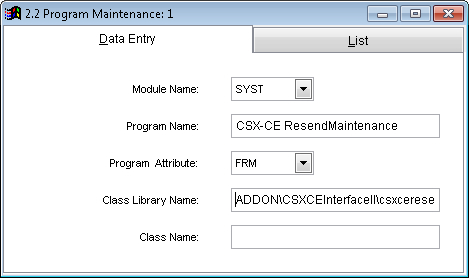 2.2 Program Maintenance: 1
Data Entry
List
Module Name: SYST
Program Name: CSX-CE ResendMaintenance
Program Attribute: FRM
Class Library Name: ADDON\CSXCEInterfaceII\csxcerese
Class Name: